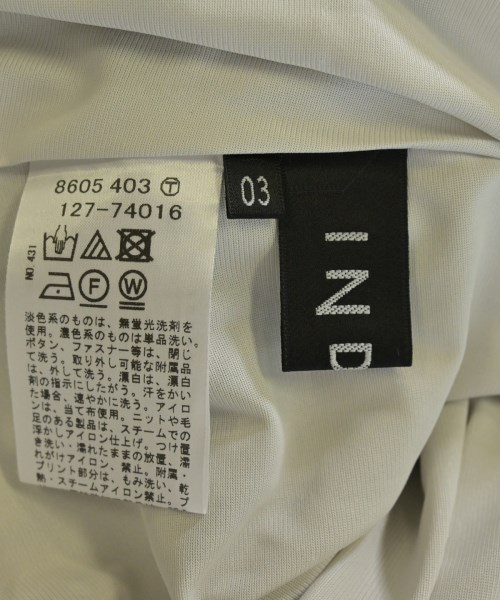 8605 403 Ⓣ
127-74016
NO. 431
F
W
淡色系のものは、無蛍光洗剤を
使用。濃色系のものは単品洗い。
ボタン、ファスナー等は、閉じ
て洗う。取り外し可能な附属品
は、外して洗う。漂白は、漂白
剤の指示にしたがう。汗をかい
た場合、速やかに洗う。アイロ
ンは、当て布使用。ニットや毛
足のある製品は、スチームでの
浮かしアイロン仕上げ。つけ置
き洗い・濡れたままの放置、濡
れがけアイロン、禁止。附属・
プリント部分は、もみ洗い、乾
熱・スチームアイロン禁止。プ
03
IND